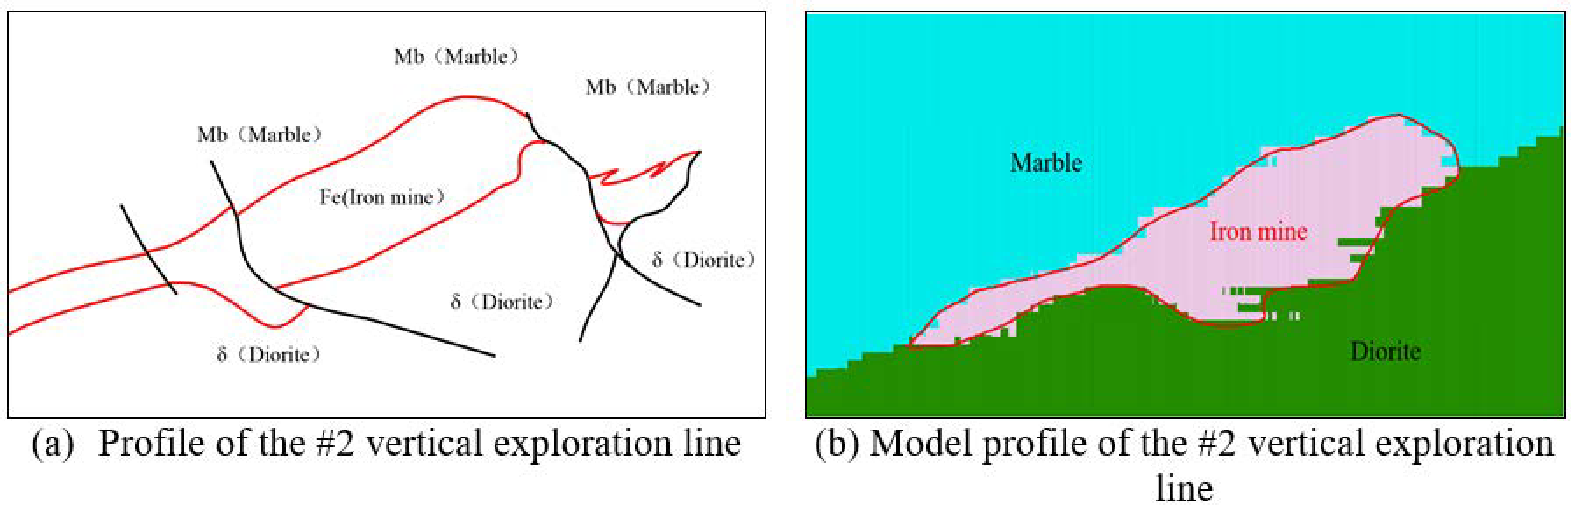 Mb（Marble）
Mb（Marble）
Mb（Marble）
Fe(Iron mine）
δ（Diorite）
δ（Diorite）
δ（Diorite）
(a) Profile of the #2 vertical exploration line
Marble
Iron mine
Diorite
(b) Model profile of the #2 vertical exploration
line